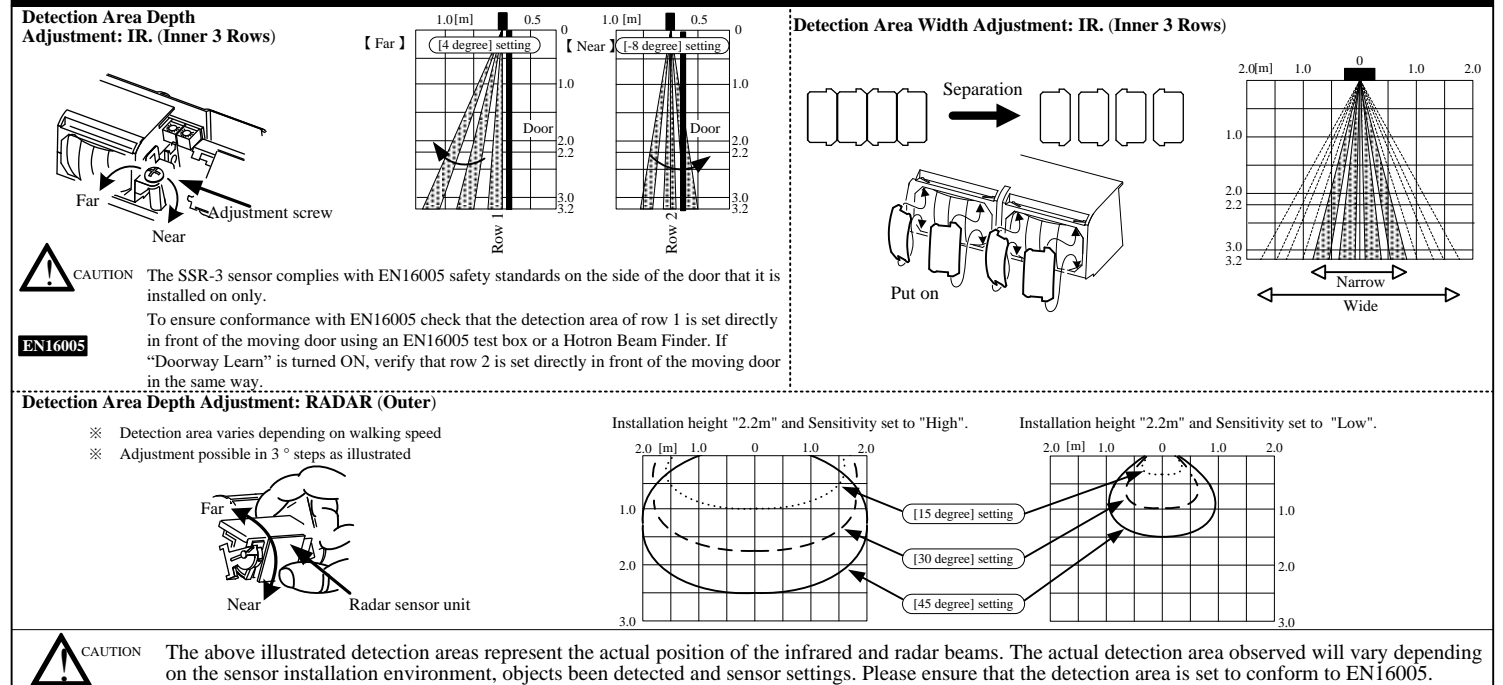 Detection Area Depth
Adjustment: IR. (Inner 3 Rows)
【 Far 】
1.0 [m]
0.5
[4 degree] setting
0
1.0
Door
2.0
2.2
3.0
3.2
Row 1
【 Near 】
1.0 [m]
0.5
[-8 degree] setting
0
1.0
Door
2.0
2.2
3.0
3.2
Row 2
Far
Adjustment screw
Near
CAUTION
The SSR-3 sensor complies with EN16005 safety standards on the side of the door that it is
installed on only.
EN16005
To ensure conformance with EN16005 check that the detection area of row 1 is set directly
in front of the moving door using an EN16005 test box or a Hotron Beam Finder. If
“Doorway Learn” is turned ON, verify that row 2 is set directly in front of the moving door
in the same way.
Detection Area Width Adjustment: IR. (Inner 3 Rows)
Separation
Put on
2.0[m] 1.0 0 1.0 2.0
1.0
2.0
2.2
3.0
3.2
Narrow
Wide
Detection Area Depth Adjustment: RADAR (Outer)
※ Detection area varies depending on walking speed
※ Adjustment possible in 3 ° steps as illustrated
Far
Near
Radar sensor unit
Installation height "2.2m" and Sensitivity set to "High".
2.0 [m] 1.0 0 1.0 2.0
1.0
2.0
3.0
[15 degree] setting
[30 degree] setting
[45 degree] setting
Installation height "2.2m" and Sensitivity set to "Low".
2.0 [m] 1.0 0 1.0 2.0
1.0
2.0
3.0
CAUTION
The above illustrated detection areas represent the actual position of the infrared and radar beams. The actual detection area observed will vary depending
on the sensor installation environment, objects been detected and sensor settings. Please ensure that the detection area is set to conform to EN16005.